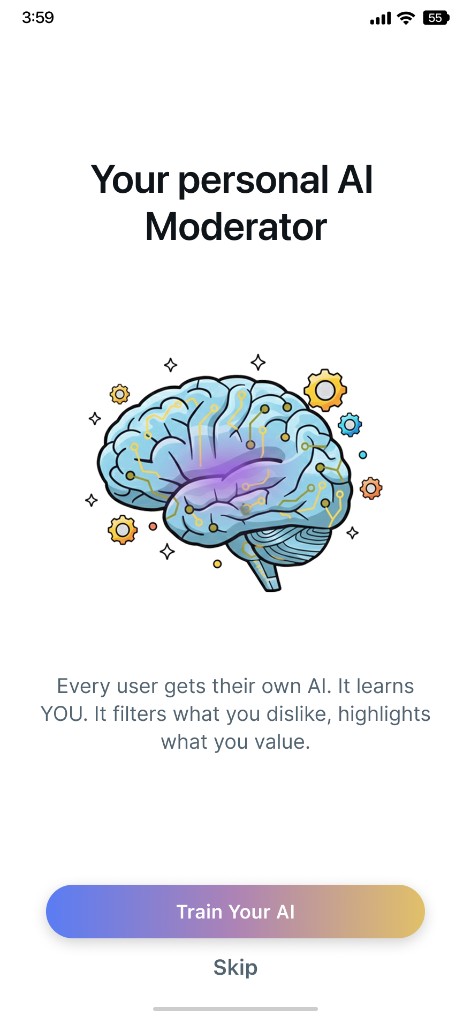 3:59
55
Your personal AI
Moderator
Every user gets their own AI. It learns
YOU. It filters what you dislike, highlights
what you value.
Train Your AI
Skip